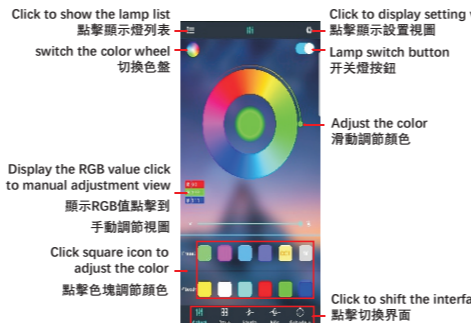 Click to show the lamp list
點擊顯示燈列表
switch the color wheel
切換色盤
Display the RGB value click
to manual adjustment view
顯示RGB值點擊到
手動調節視圖
Click square icon to
adjust the color
點擊色塊調節顏色
Click to display setting
點擊顯示設置視圖
Lamp switch button
开关燈按鈕
Adjust the color
滑動調節顏色
Click to shift the
點擊切換界面